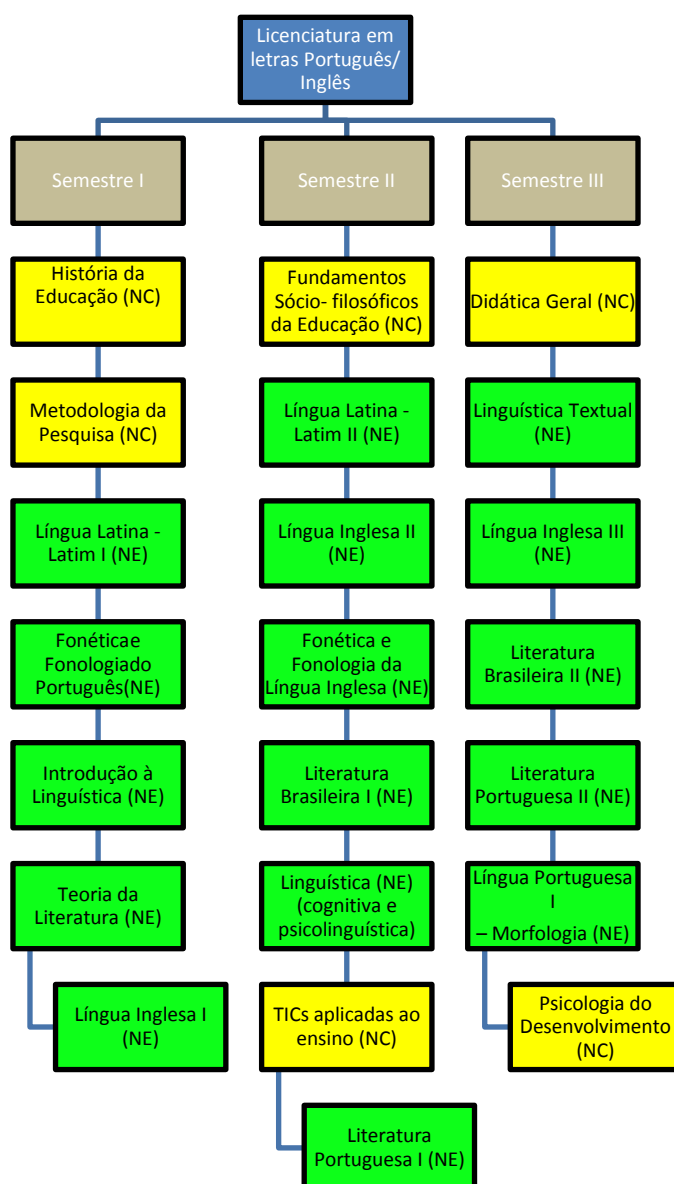 Licenciatura em
letras Português/
Inglês
Semestre I
Semestre II
Semestre III
História da
Educação (NC)
Fundamentos
Sócio- filosóficos
da Educação (NC)
Didática Geral (NC)
Metodologia da
Pesquisa (NC)
Língua Latina -
Latim II (NE)
Linguística Textual
(NE)
Língua Latina -
Latim I (NE)
Língua Inglesa II
(NE)
Língua Inglesa III
(NE)
Fonéticae
Fonologiado
Português(NE)
Fonética e
Fonologia da
Língua Inglesa (NE)
Literatura
Brasileira II (NE)
Introdução à
Linguística (NE)
Literatura
Brasileira I (NE)
Literatura
Portuguesa II (NE)
Teoria da
Literatura (NE)
Linguística (NE)
(cognitiva e
psicolinguística)
Língua Portuguesa
I
– Morfologia (NE)
Língua Inglesa I
(NE)
TICs aplicadas ao
ensino (NC)
Psicologia do
Desenvolvimento
(NC)
Literatura
Portuguesa I (NE)